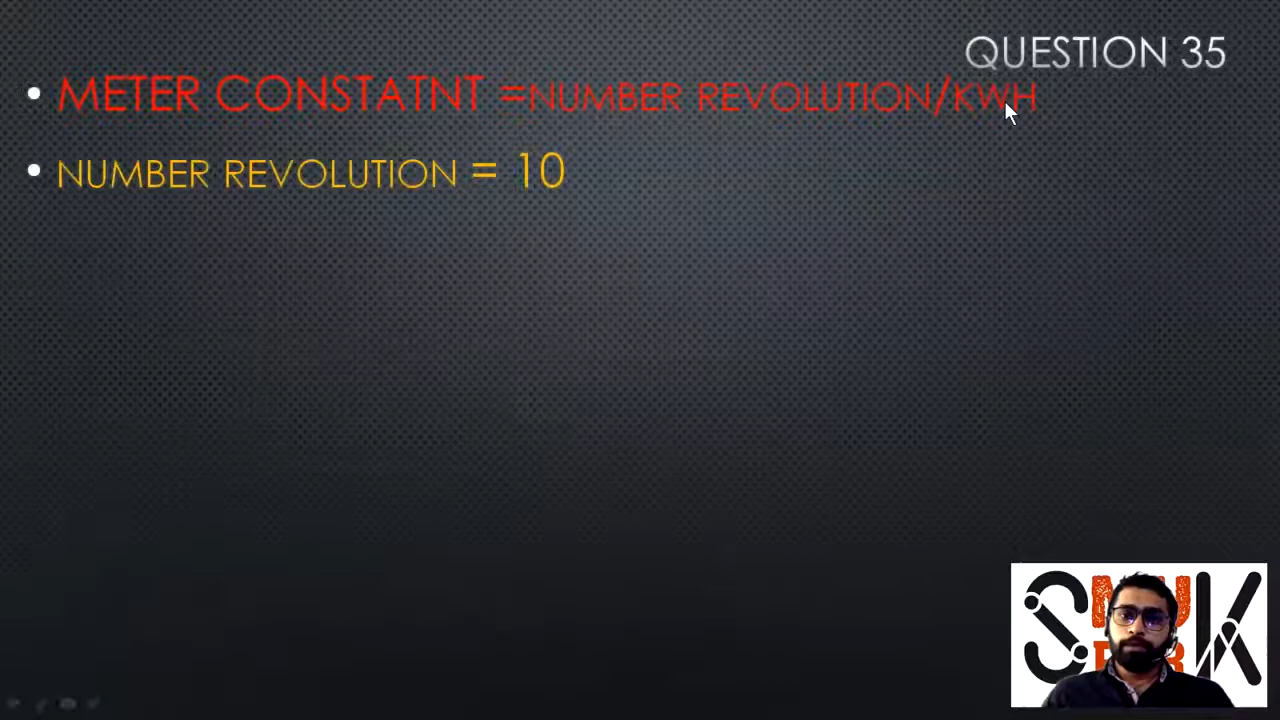 QUESTION 35
METER CONSTATNT =NUMBER REVOLUTION/KWH
NUMBER REVOLUTION = 10